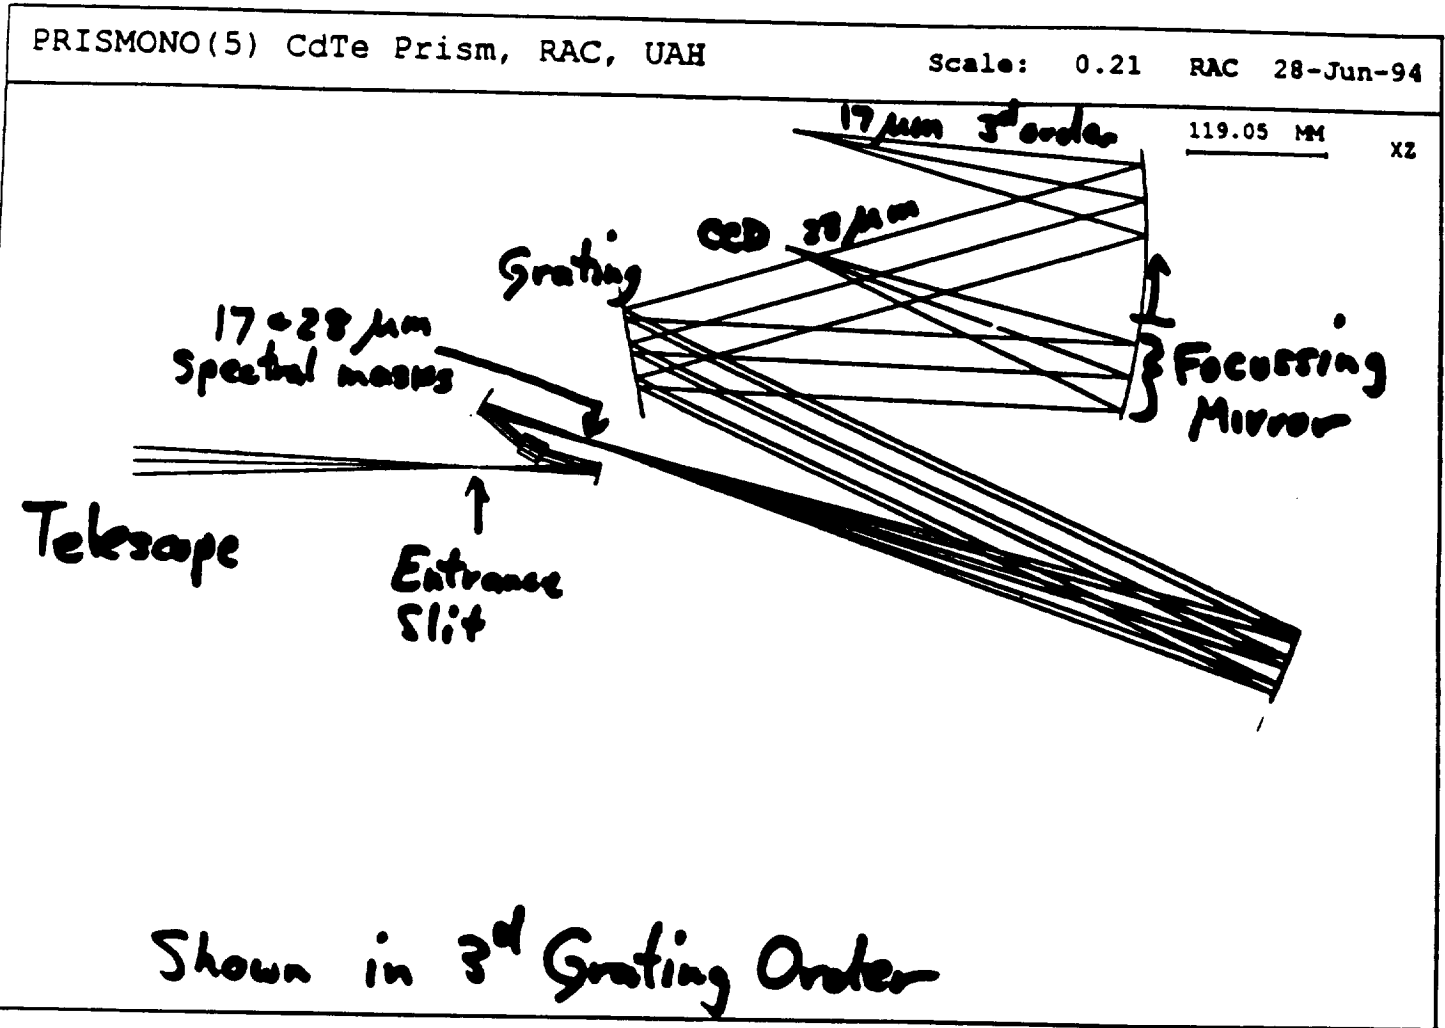 PRISMONO(5) CdTe Prism, RAC, UAH
Scale: 0.21 RAC 28-Jun-94
119.05 MM
XZ
17 μm 3d order
CCD 28 μm
Grating
17 + 28 μm
spectral masks
Focussing
Mirror
Telescope
Entrance
Slit
Shown in 3d Grating Order